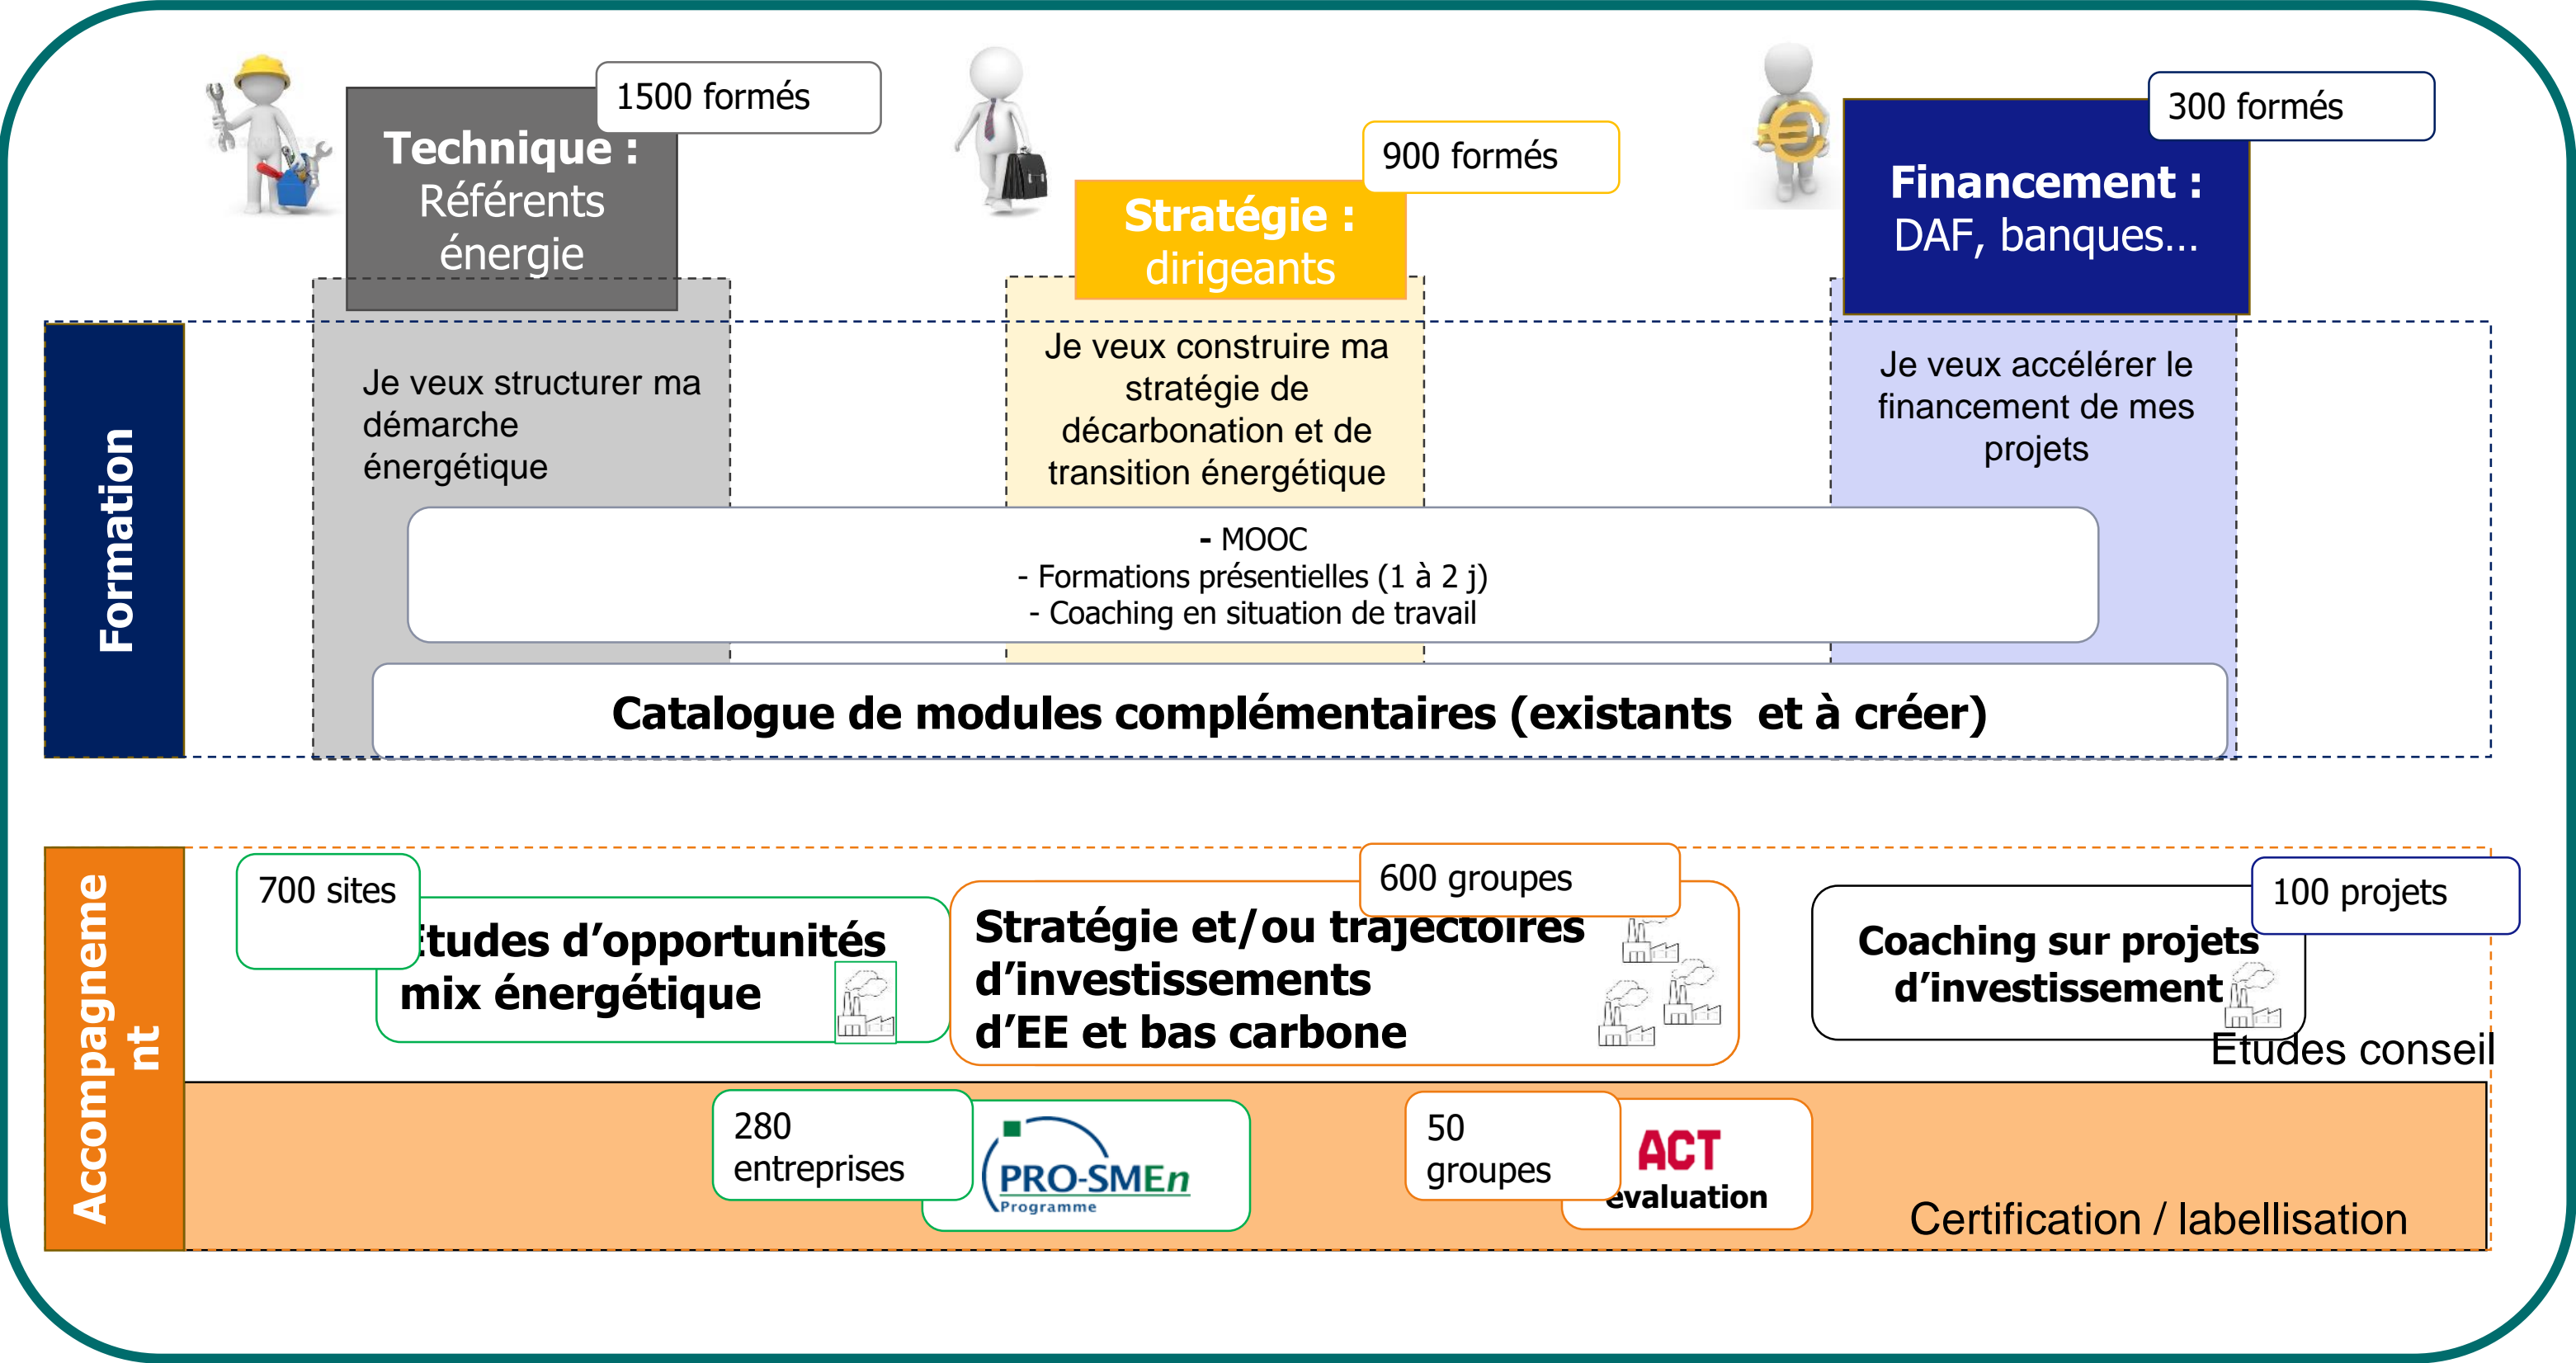 1500 formés
Technique :
Référents
énergie
900 formés
Stratégie :
dirigeants
300 formés
Financement :
DAF, banques...
Formation
Je veux structurer ma
démarche
énergétique
Je veux construire ma
stratégie de
décarbonation et de
transition énergétique
Je veux accélérer le
financement de mes
projets
- MOOC
- Formations présentielles (1 à 2 j)
- Coaching en situation de travail
Catalogue de modules complémentaires (existants et à créer)
Accompagneme
nt
700 sites
Etudes d’opportunités
mix énergétique
600 groupes
Stratégie et/ou trajectoires
d’investissements
d’EE et bas carbone
100 projets
Coaching sur projets
d’investissement
Etudes conseil
280
entreprises
PRO-SMEn
Programme
50
groupes
ACT
evaluation
Certification / labellisation